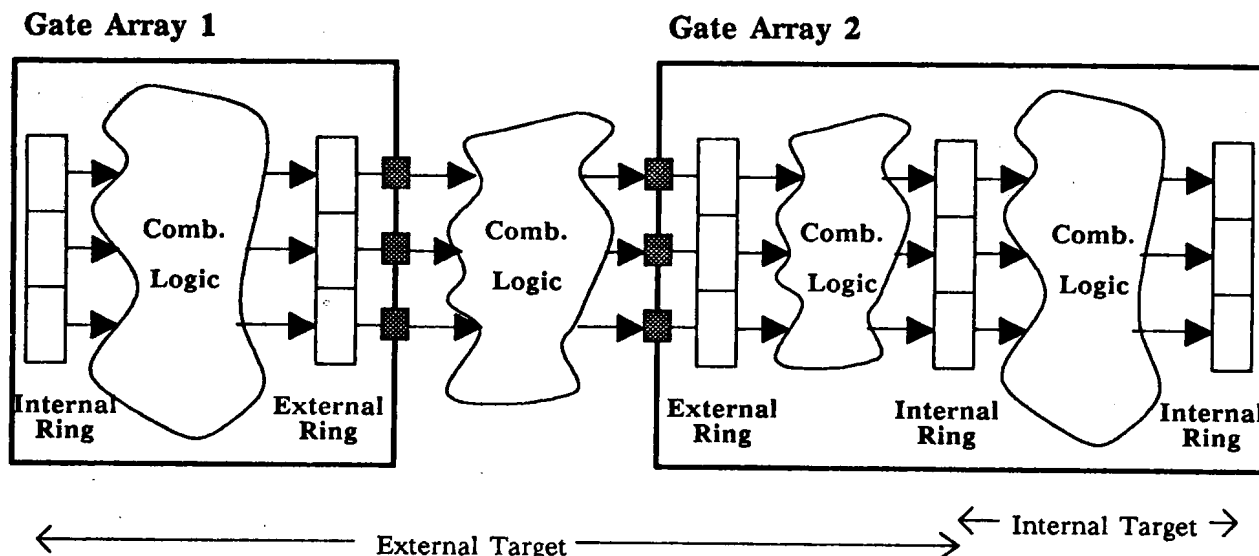 Gate Array 1
Gate Array 2
Comb.
Logic
Comb.
Logic
Comb.
Logic
Comb.
Logic
Internal
Ring
External
Ring
External
Ring
Internal
Ring
Internal
Ring
External Target
Internal Target